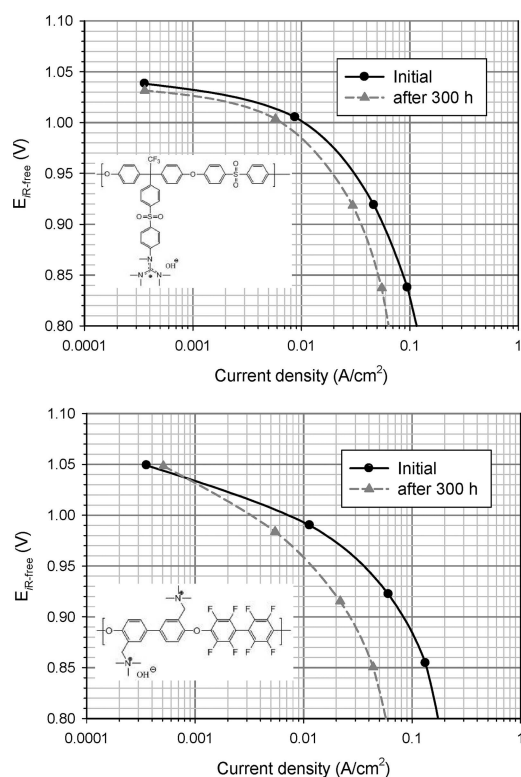 1.10
1.05
1.00
0.95
0.90
0.85
0.80
E iR-free (V)
Initial
after 300 h
CF3
O
O
O
S
O
O
O=S=O
N
N
N
OH⊖
0.0001
0.001
0.01
0.1
1
Current density (A/cm²)
1.10
1.05
1.00
0.95
0.90
0.85
0.80
E iR-free (V)
Initial
after 300 h
N
F F F F
O
O
F F F F
N
OH⊖
0.0001
0.001
0.01
0.1
1
Current density (A/cm²)